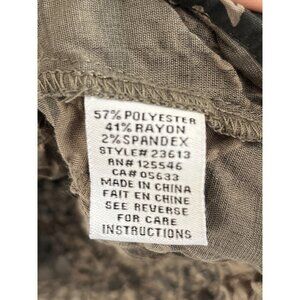 57% POLYESTER
41% RAYON
2% SPANDEX
STYLE# 23613
RN# 125546
CA# 05633
MADE IN CHINA
FAIT EN CHINE
SEE REVERSE
FOR CARE
INSTRUCTIONS